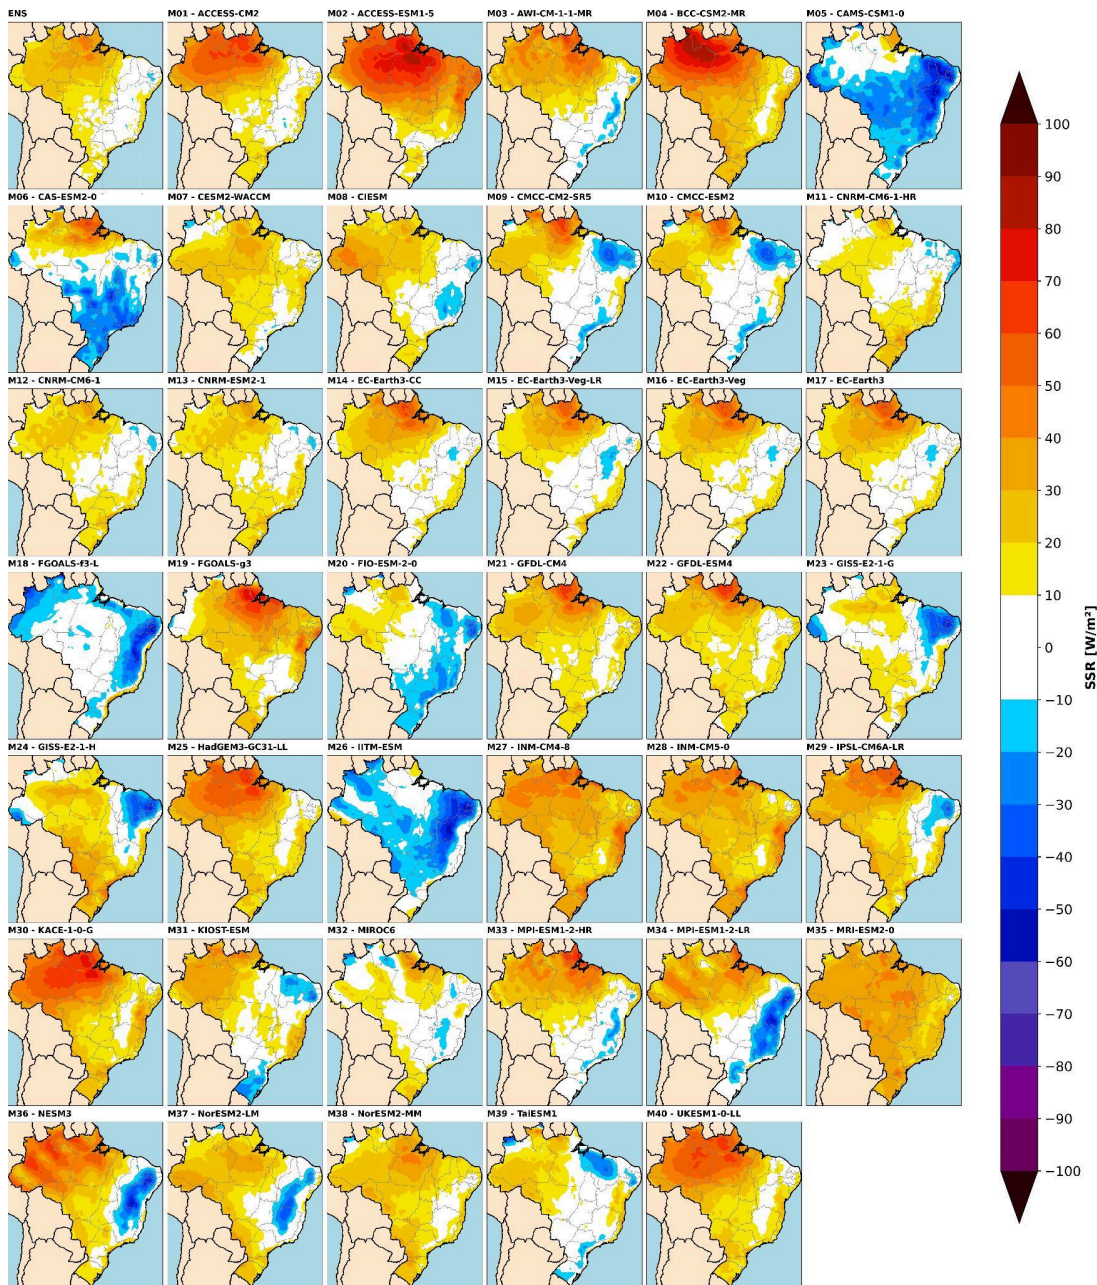 ENS
M01 - ACCESS-CM2
M02 - ACCESS-ESM1-5
M03 - AWI-CM-1-1-MR
M04 - BCC-CSM2-MR
M05 - CAMS-CSM1-0
M06 - CAS-ESM2-0
M07 - CESM2-WACCM
M08 - CIESM
M09 - CMCC-CM2-SR5
M10 - CMCC-ESM2
M11 - CNRM-CM6-1-HR
M12 - CNRM-CM6-1
M13 - CNRM-ESM2-1
M14 - EC-Earth3-CC
M15 - EC-Earth3-Veg-LR
M16 - EC-Earth3-Veg
M17 - EC-Earth3
M18 - FGOALS-f3-L
M19 - FGOALS-g3
M20 - FIO-ESM-2-0
M21 - GFDL-CM4
M22 - GFDL-ESM4
M23 - GISS-E2-1-G
M24 - GISS-E2-1-H
M25 - HadGEM3-GC31-LL
M26 - IITM-ESM
M27 - INM-CM4-8
M28 - INM-CM5-0
M29 - IPSL-CM6A-LR
M30 - KACE-1-0-G
M31 - KIOST-ESM
M32 - MIROC6
M33 - MPI-ESM1-2-HR
M34 - MPI-ESM1-2-LR
M35 - MRI-ESM2-0
M36 - NESM3
M37 - NorESM2-LM
M38 - NorESM2-MM
M39 - TaiESM1
M40 - UKESM1-0-LL
100
90
80
70
60
50
40
30
20
10
0
−10
−20
−30
−40
−50
−60
−70
−80
−90
−100
SSR [W/m²]